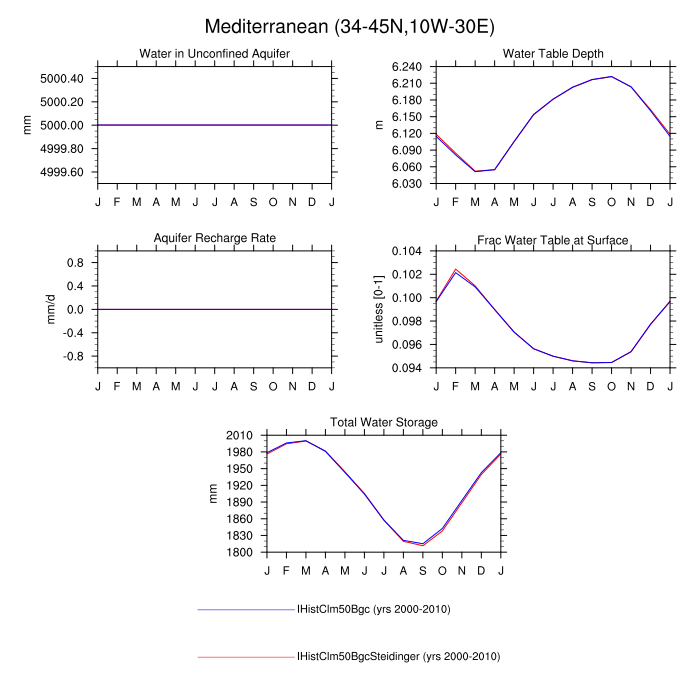 Mediterranean (34-45N,10W-30E)
Water in Unconfined Aquifer
mm
5000.40
5000.20
5000.00
4999.80
4999.60
J F M A M J J A S O N D J
Water Table Depth
m
6.240
6.210
6.180
6.150
6.120
6.090
6.060
6.030
J F M A M J J A S O N D J
Aquifer Recharge Rate
mm/d
0.8
0.4
0.0
-0.4
-0.8
J F M A M J J A S O N D J
Frac Water Table at Surface
unitless [0-1]
0.104
0.102
0.100
0.098
0.096
0.094
J F M A M J J A S O N D J
Total Water Storage
mm
2010
1980
1950
1920
1890
1860
1830
1800
J F M A M J J A S O N D J
IHistClm50Bgc (yrs 2000-2010)
IHistClm50BgcSteidinger (yrs 2000-2010)